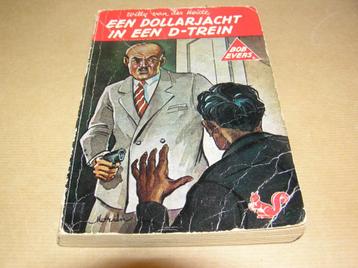 Willy van der Heide
EEN DOLLARJACHT
IN EEN D-TREIN
BOB
EVERS